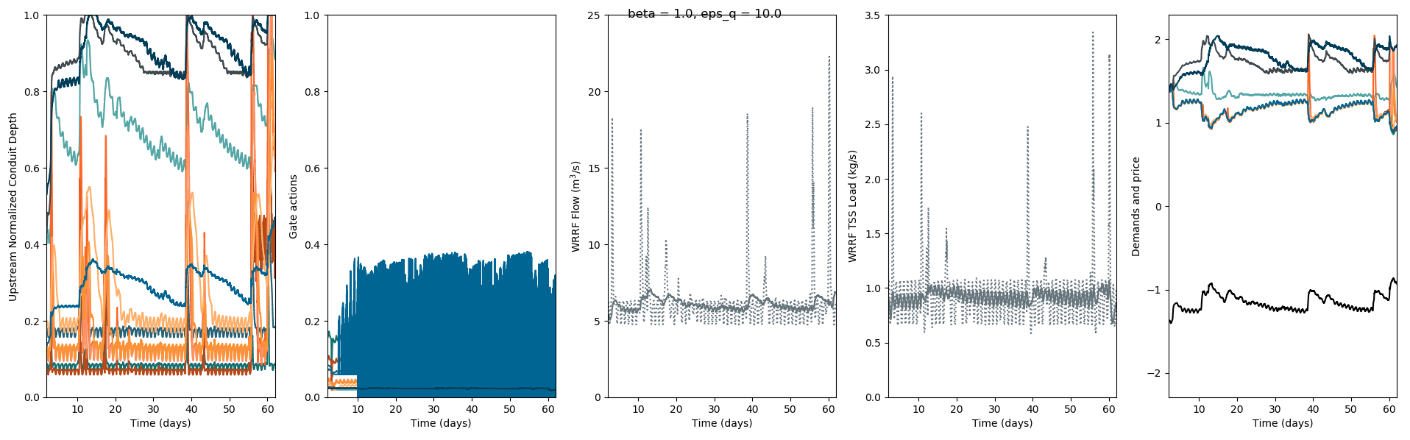 beta = 1.0, eps_q = 10.0
Upstream Normalized Conduit Depth
1.0
0.8
0.6
0.4
0.2
0.0
10 20 30 40 50 60
Time (days)
Gate actions
1.0
0.8
0.6
0.4
0.2
0.0
10 20 30 40 50 60
Time (days)
WRRF Flow (m³/s)
25
20
15
10
5
0
10 20 30 40 50 60
Time (days)
WRRF TSS Load (kg/s)
3.5
3.0
2.5
2.0
1.5
1.0
0.5
0.0
10 20 30 40 50 60
Time (days)
Demands and price
2
1
0
−1
−2
10 20 30 40 50 60
Time (days)